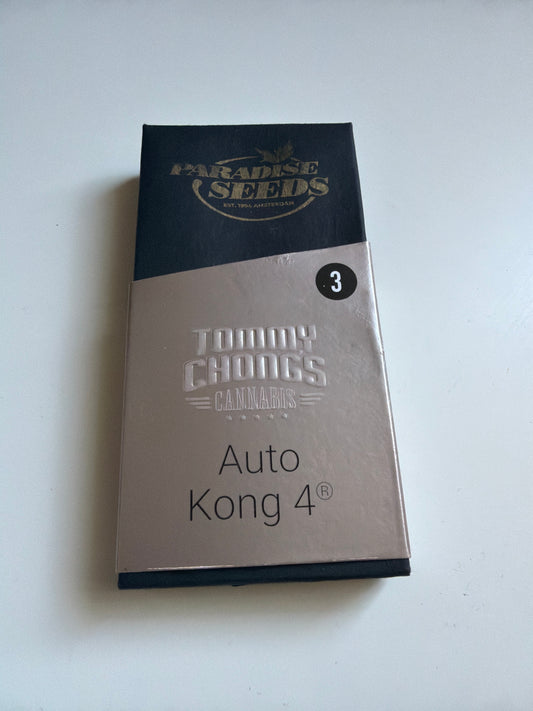 PARADISE
SEEDS
EST. 1994 AMSTERDAM
3
TOMMY
CHONG'S
CANNABIS
Auto
Kong 4®